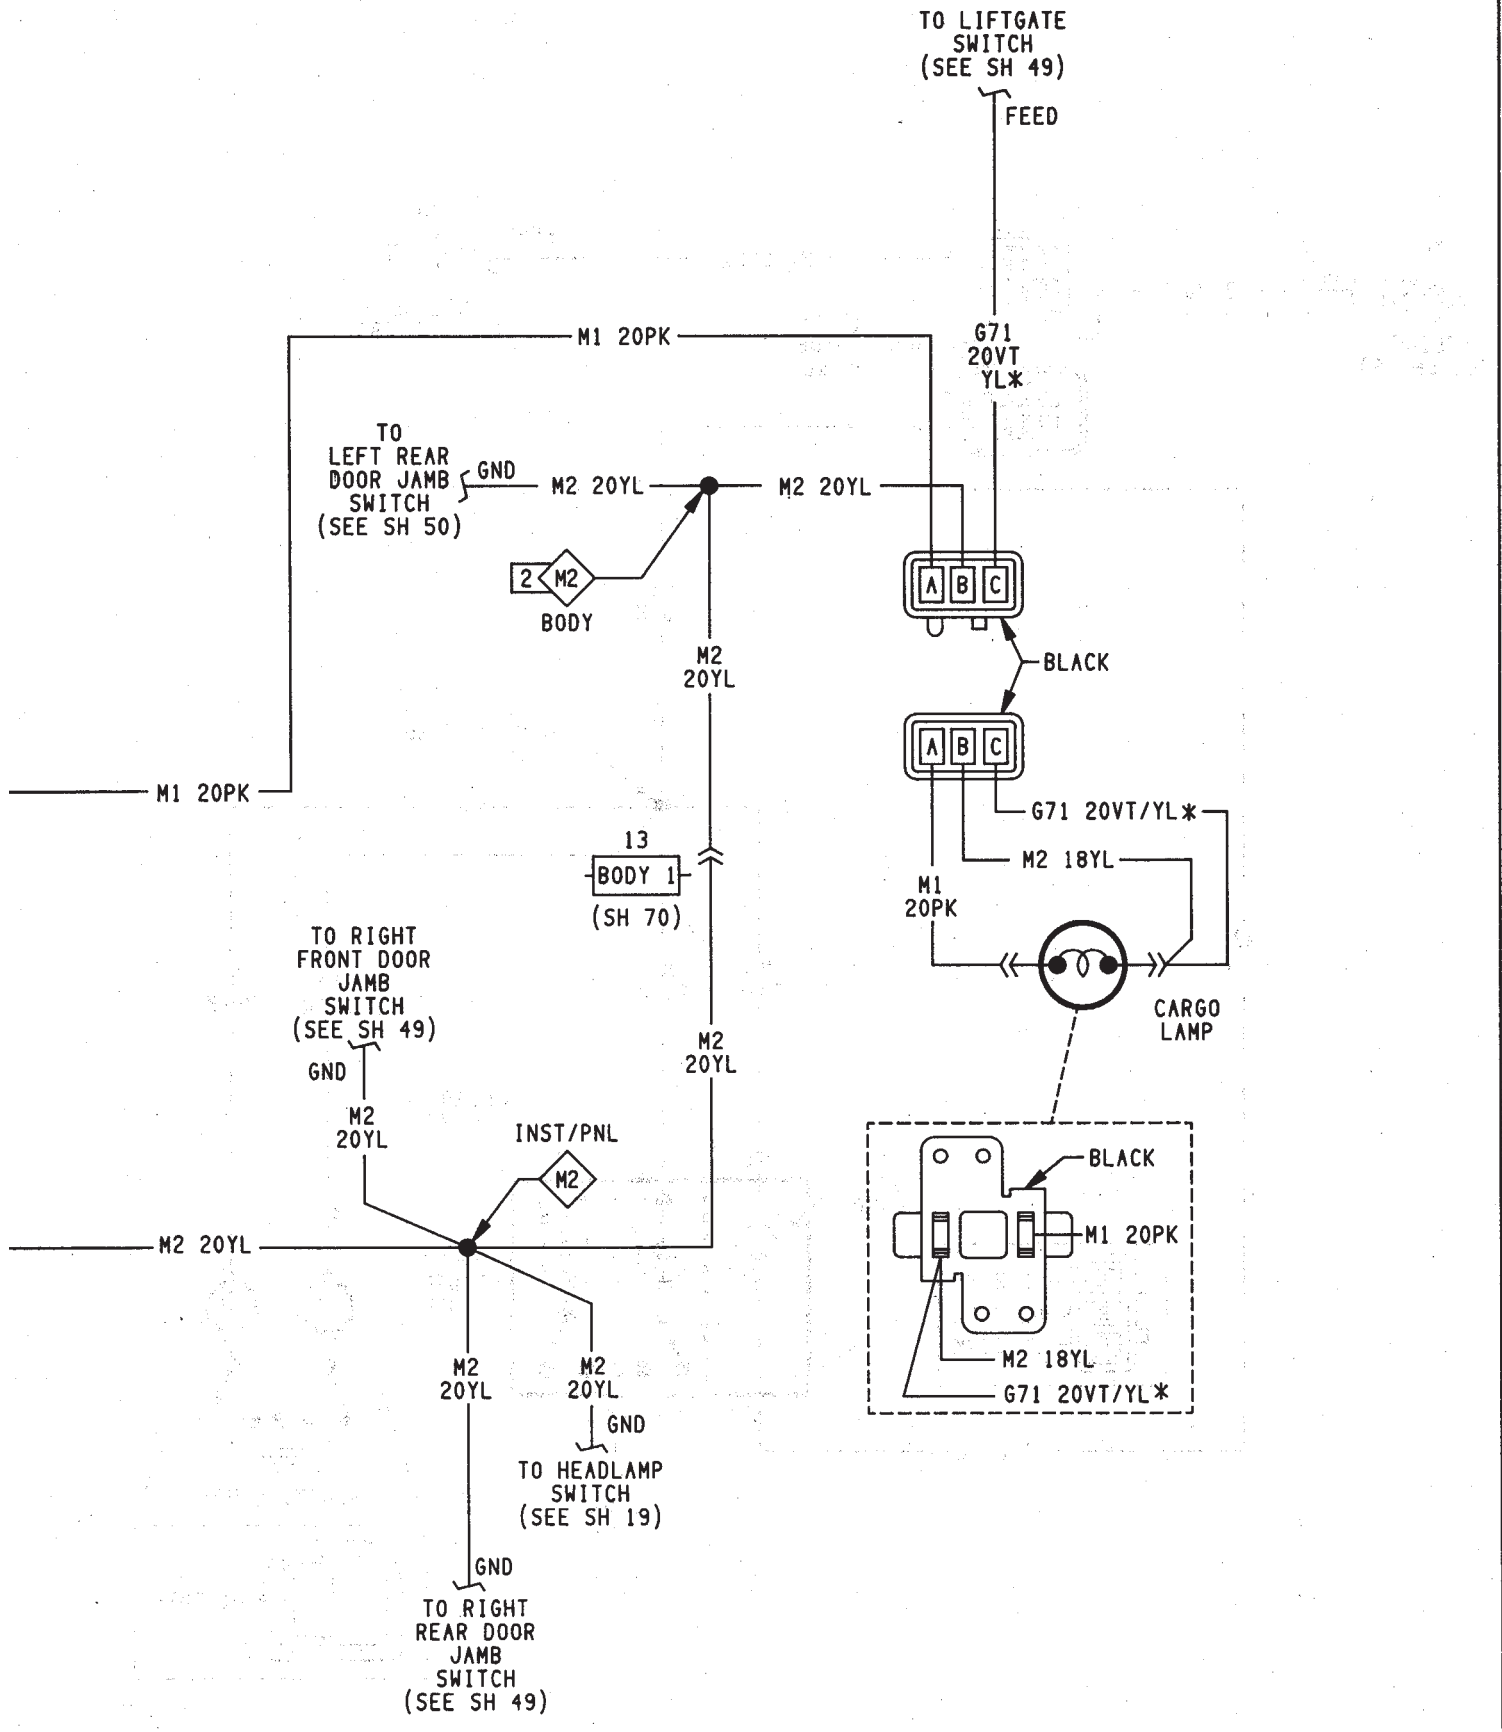 TO LIFTGATE
SWITCH
(SEE SH 49)
FEED
M1 20PK
G71
20VT
YL*
TO
LEFT REAR
DOOR JAMB
SWITCH
(SEE SH 50)
GND
M2 20YL
M2 20YL
2 M2
BODY
A B C
M2
20YL
BLACK
A B C
M1 20PK
G71 20VT/YL*
13
BODY 1
(SH 70)
M2 18YL
M1
20PK
TO RIGHT
FRONT DOOR
JAMB
SWITCH
(SEE SH 49)
GND
CARGO
LAMP
M2
20YL
M2
20YL
INST/PNL
M2
BLACK
M1 20PK
M2 20YL
M2 18YL
G71 20VT/YL*
M2
20YL
M2
20YL
GND
TO HEADLAMP
SWITCH
(SEE SH 19)
GND
TO RIGHT
REAR DOOR
JAMB
SWITCH
(SEE SH 49)